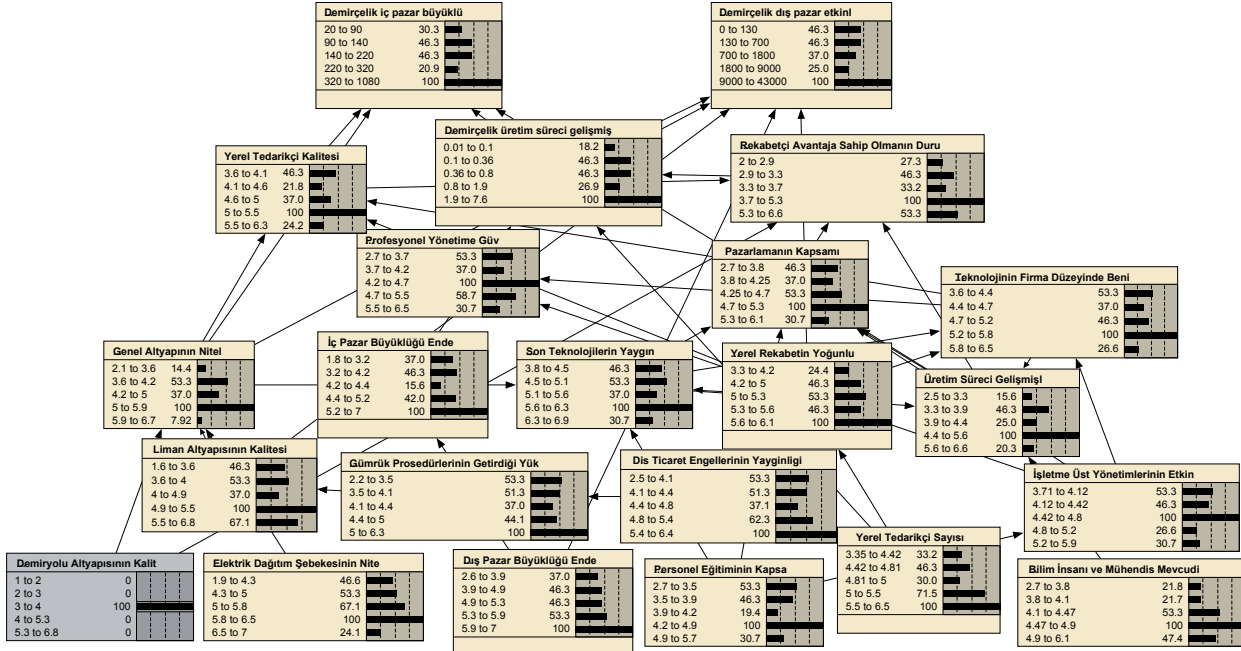 Demirçelik iç pazar büyüklü
20 to 90 30.3
90 to 140 46.3
140 to 220 46.3
220 to 320 20.9
320 to 1080 100
Demirçelik dış pazar etkinl
0 to 130 46.3
130 to 700 46.3
700 to 1800 37.0
1800 to 9000 25.0
9000 to 43000 100
Demirçelik üretim süreci gelişmiş
0.01 to 0.1 18.2
0.1 to 0.36 46.3
0.36 to 0.8 46.3
0.8 to 1.9 26.9
1.9 to 7.6 100
Rekabetçi Avantaja Sahip Olmanın Duru
2 to 2.9 27.3
2.9 to 3.3 46.3
3.3 to 3.7 33.2
3.7 to 5.3 100
5.3 to 6.6 53.3
Yerel Tedarikçi Kalitesi
3.6 to 4.1 46.3
4.1 to 4.6 21.8
4.6 to 5 37.0
5 to 5.5 100
5.5 to 6.3 24.2
Profesyonel Yönetime Güv
2.7 to 3.7 53.3
3.7 to 4.2 37.0
4.2 to 4.7 100
4.7 to 5.5 58.7
5.5 to 6.5 30.7
Pazarlamanın Kapsamı
2.7 to 3.8 46.3
3.8 to 4.25 37.0
4.25 to 4.7 53.3
4.7 to 5.3 100
5.3 to 6.1 30.7
Teknolojinin Firma Düzeyinde Beni
3.6 to 4.4 53.3
4.4 to 4.7 37.0
4.7 to 5.2 46.3
5.2 to 5.8 100
5.8 to 6.5 26.6
Genel Altyapının Nitel
2.1 to 3.6 14.4
3.6 to 4.2 53.3
4.2 to 5 37.0
5 to 5.9 100
5.9 to 6.7 7.92
İç Pazar Büyüklüğü Ende
1.8 to 3.2 37.0
3.2 to 4.2 46.3
4.2 to 4.4 15.6
4.4 to 5.2 42.0
5.2 to 7 100
Son Teknolojilerin Yaygın
3.8 to 4.5 46.3
4.5 to 5.1 53.3
5.1 to 5.6 37.0
5.6 to 6.3 100
6.3 to 6.9 30.7
Yerel Rekabetin Yoğunlu
3.3 to 4.2 24.4
4.2 to 5 46.3
5 to 5.3 53.3
5.3 to 5.6 46.3
5.6 to 6.1 100
Üretim Süreci Gelişmişl
2.5 to 3.3 15.6
3.3 to 3.9 46.3
3.9 to 4.4 25.0
4.4 to 5.6 100
5.6 to 6.6 20.3
Liman Altyapısının Kalitesi
1.6 to 3.6 46.3
3.6 to 4 53.3
4 to 4.9 37.0
4.9 to 5.5 100
5.5 to 6.8 67.1
Gümrük Prosedürlerinin Getirdiği Yük
2.2 to 3.5 53.3
3.5 to 4.1 51.3
4.1 to 4.4 37.0
4.4 to 5 44.1
5 to 6.3 100
Dis Ticaret Engellerinin Yayginligi
2.5 to 4.1 53.3
4.1 to 4.4 51.3
4.4 to 4.8 37.1
4.8 to 5.4 62.3
5.4 to 6.4 100
İşletme Üst Yönetimlerinin Etkin
3.71 to 4.12 53.3
4.12 to 4.42 46.3
4.42 to 4.8 100
4.8 to 5.2 26.6
5.2 to 5.9 30.7
Demiryolu Altyapısının Kalit
1 to 2 0
2 to 3 0
3 to 4 100
4 to 5.3 0
5.3 to 6.8 0
Elektrik Dağıtım Şebekesinin Nite
1.9 to 4.3 46.6
4.3 to 5 53.3
5 to 5.8 67.1
5.8 to 6.5 100
6.5 to 7 24.1
Dış Pazar Büyüklüğü Ende
2.6 to 3.9 37.0
3.9 to 4.9 46.3
4.9 to 5.3 46.3
5.3 to 5.9 53.3
5.9 to 7 100
Personel Eğitiminin Kapsa
2.7 to 3.5 53.3
3.5 to 3.9 46.3
3.9 to 4.2 19.4
4.2 to 4.9 100
4.9 to 5.7 30.7
Yerel Tedarikçi Sayısı
3.35 to 4.42 33.2
4.42 to 4.81 46.3
4.81 to 5 30.0
5 to 5.5 71.5
5.5 to 6.5 100
Bilim İnsanı ve Mühendis Mevcudi
2.7 to 3.8 21.8
3.8 to 4.1 21.7
4.1 to 4.47 53.3
4.47 to 4.9 100
4.9 to 6.1 47.4